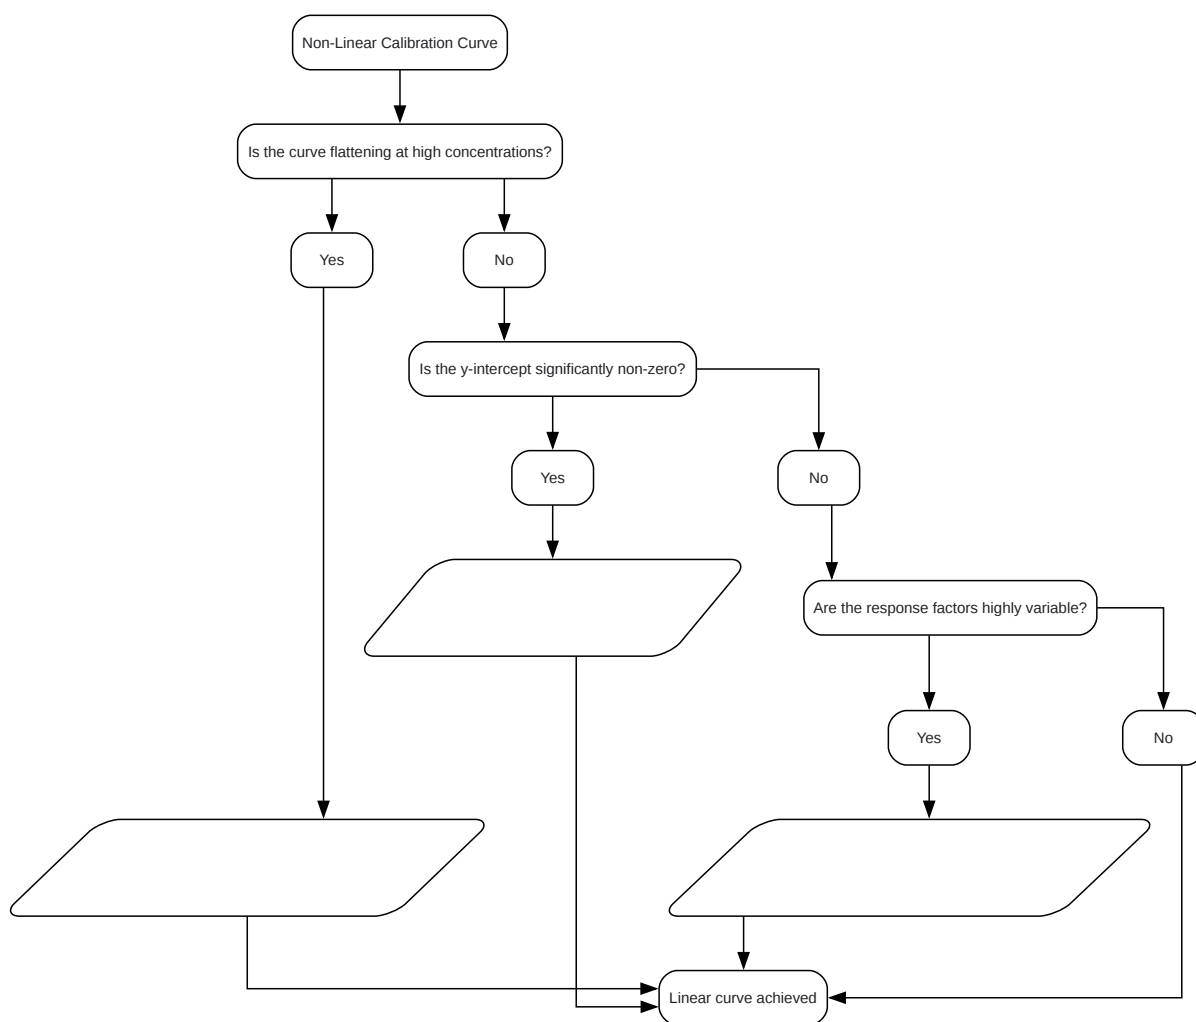 Non-Linear Calibration Curve
Is the curve flattening at high concentrations?
Yes
No
Is the y-intercept significantly non-zero?
Yes
No
Are the response factors highly variable?
Yes
No
Linear curve achieved